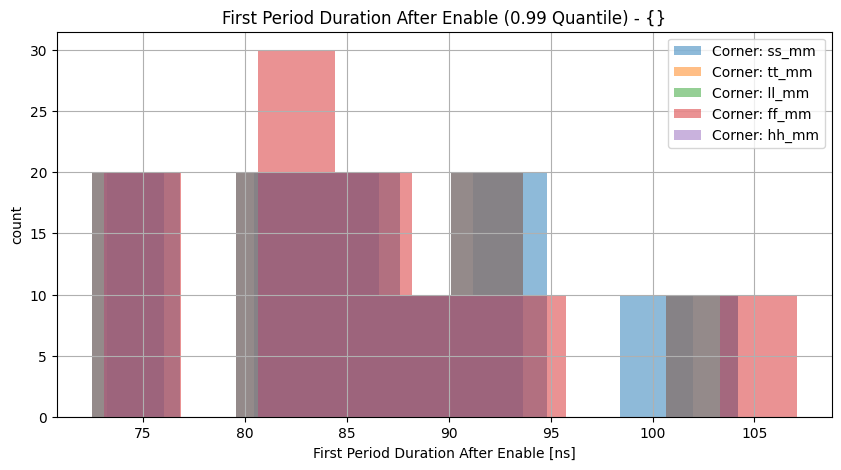 First Period Duration After Enable (0.99 Quantile) - {}
30
25
20
15
10
5
0
count
Corner: ss_mm
Corner: tt_mm
Corner: ll_mm
Corner: ff_mm
Corner: hh_mm
75 80 85 90 95 100 105
First Period Duration After Enable [ns]